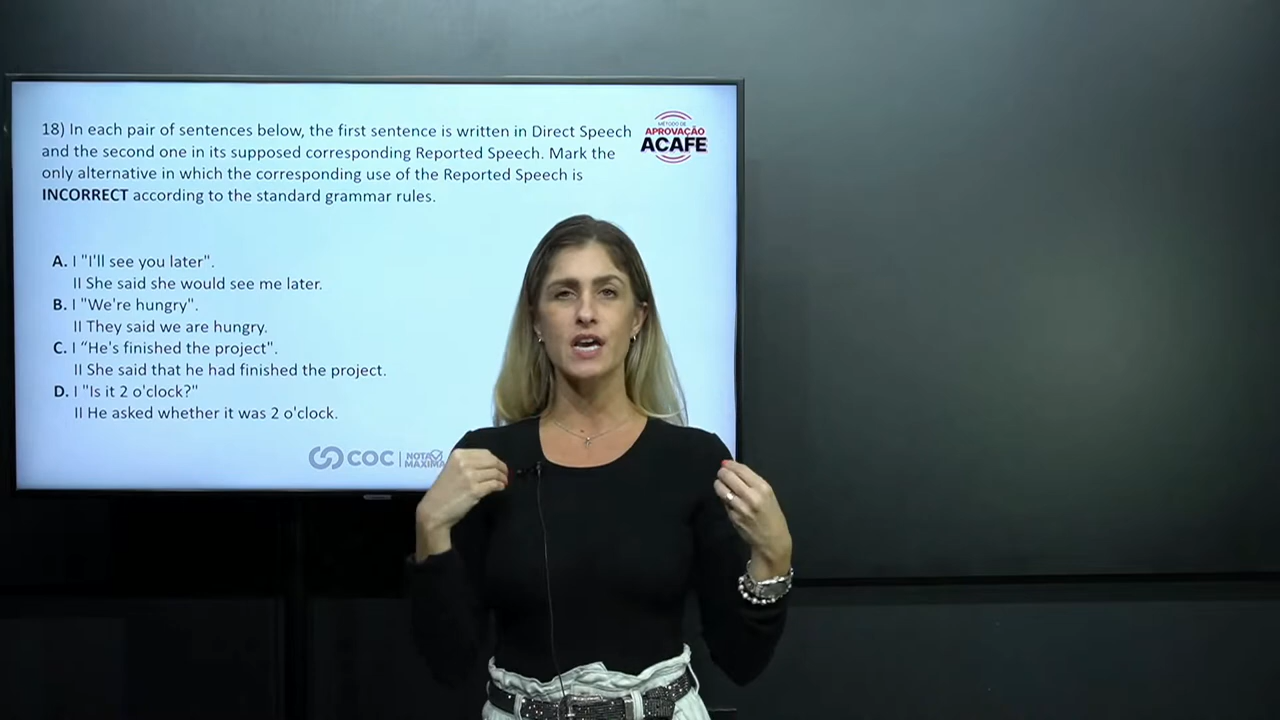 18) In each pair of sentences below, the first sentence is written in Direct Speech
and the second one in its supposed corresponding Reported Speech. Mark the
only alternative in which the corresponding use of the Reported Speech is
INCORRECT according to the standard grammar rules.
MÉTODO DE
APROVAÇÃO
ACAFE
A. I "I'll see you later".
II She said she would see me later.
B. I "We're hungry".
II They said we are hungry.
C. I “He's finished the project".
II She said that he had finished the project.
D. I "Is it 2 o'clock?"
II He asked whether it was 2 o'clock.
COC | NOTA
MÁXIMA